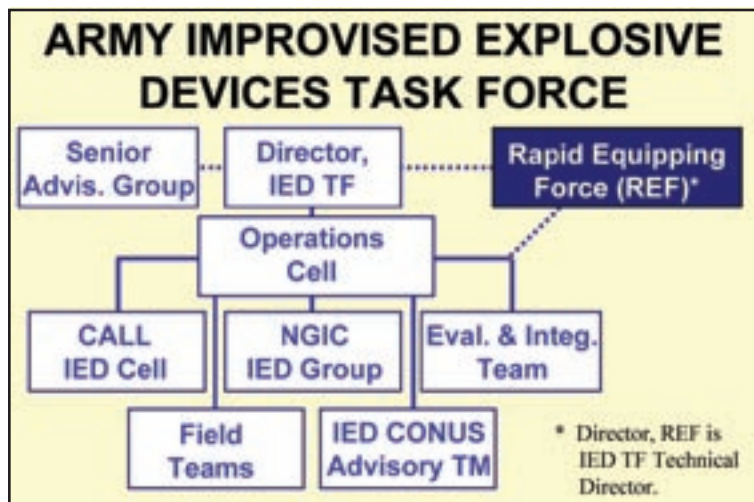 ARMY IMPROVISED EXPLOSIVE
DEVICES TASK FORCE
Senior
Advis. Group
Director,
IED TF
Rapid Equipping
Force (REF)*
Operations
Cell
CALL
IED Cell
NGIC
IED Group
Eval. & Integ.
Team
Field
Teams
IED CONUS
Advisory TM
* Director, REF is
IED TF Technical
Director.